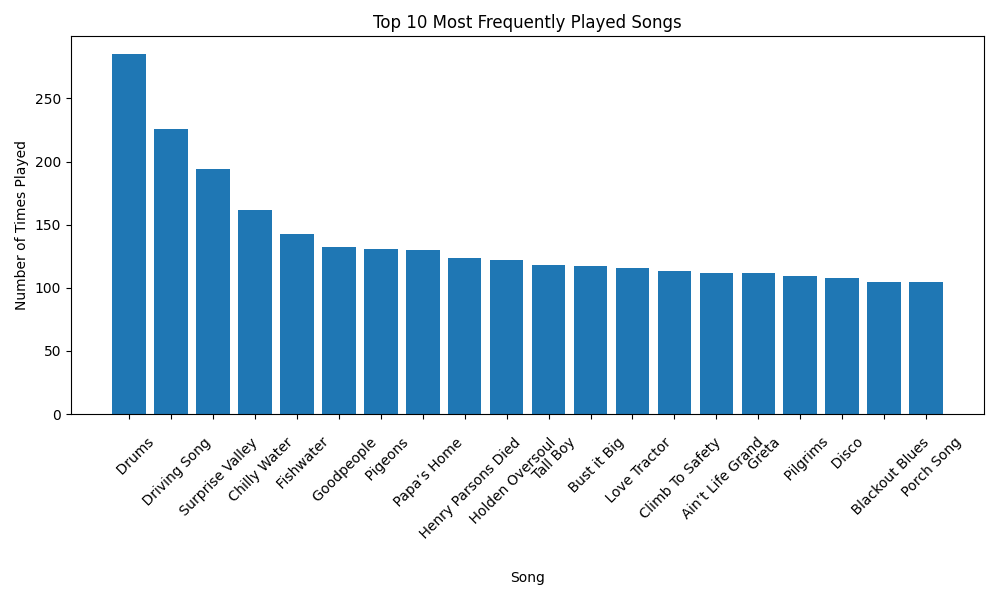 Top 10 Most Frequently Played Songs
Number of Times Played
250
200
150
100
50
0
Drums
Driving Song
Surprise Valley
Chilly Water
Fishwater
Goodpeople
Pigeons
Papa's Home
Henry Parsons Died
Holden Oversoul
Tall Boy
Bust it Big
Love Tractor
Climb To Safety
Ain't Life Grand
Greta
Pilgrims
Disco
Blackout Blues
Porch Song
Song